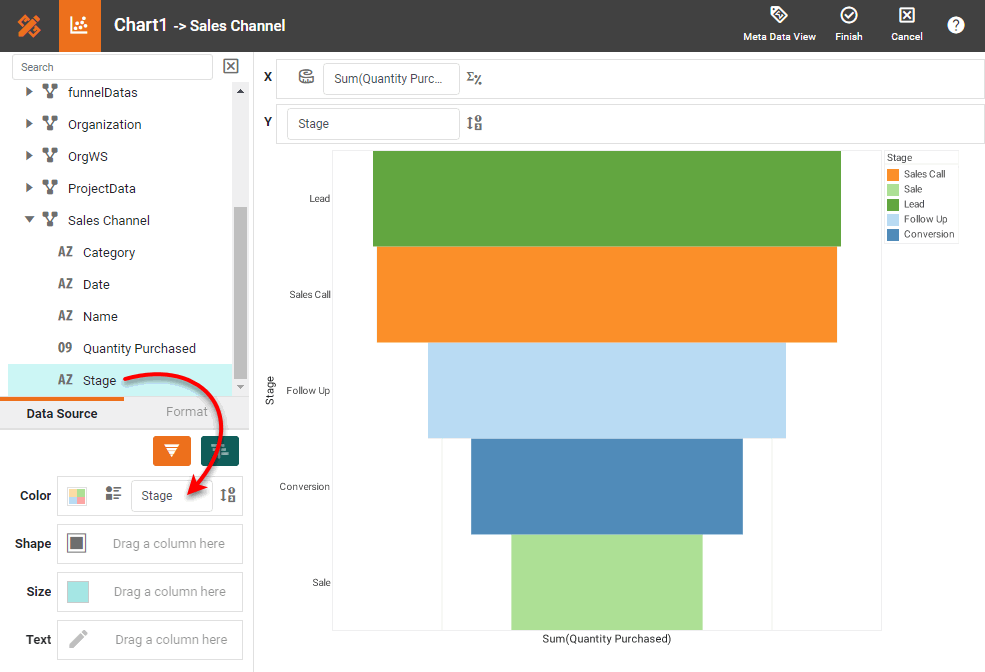 Chart1 -> Sales Channel
Meta Data View
Finish
Cancel
?
Search
funnelDatas
Organization
OrgWS
ProjectData
Sales Channel
AZ Category
AZ Date
AZ Name
09 Quantity Purchased
AZ Stage
Data Source
Format
Color
Stage
Shape
Drag a column here
Size
Drag a column here
Text
Drag a column here
X
Sum(Quantity Purc...
Y
Stage
Lead
Sales Call
Follow Up
Conversion
Sale
Stage
Sum(Quantity Purchased)
Stage
Sales Call
Sale
Lead
Follow Up
Conversion